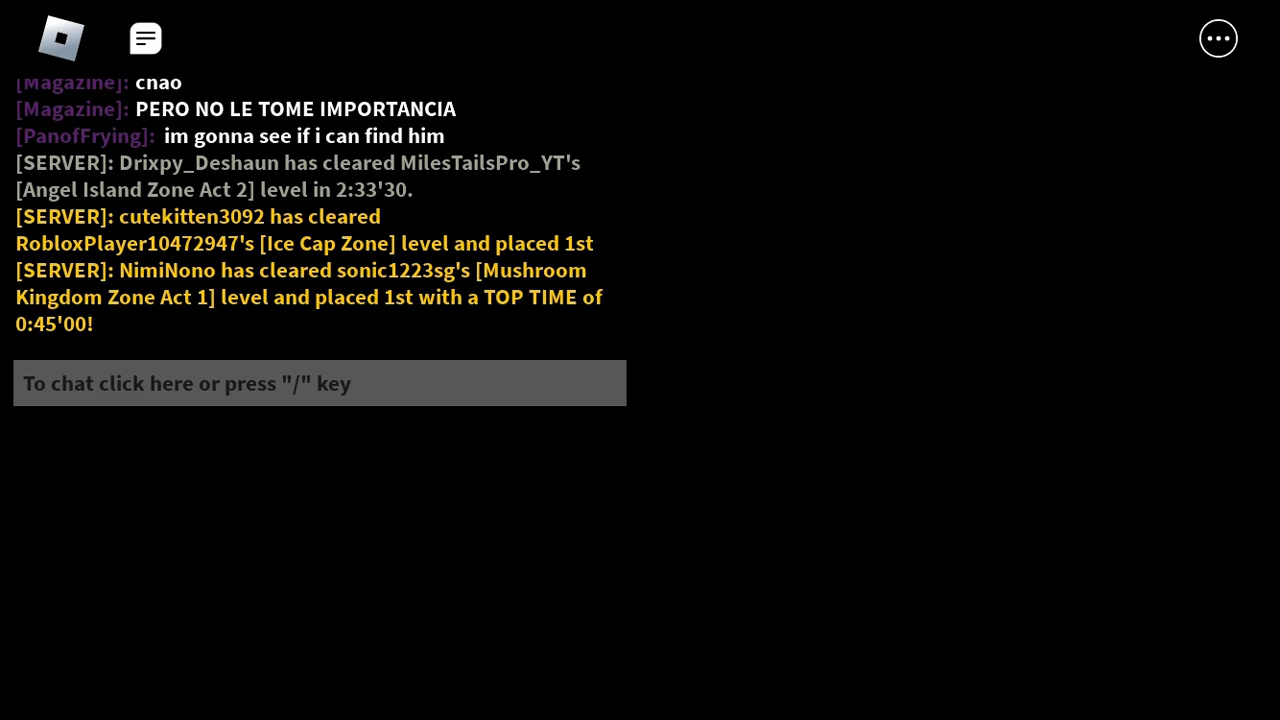 [Magazine]: cnao
[Magazine]: PERO NO LE TOME IMPORTANCIA
[PanofFrying]: im gonna see if i can find him
[SERVER]: Drixpy_Deshaun has cleared MilesTailsPro_YT's
[Angel Island Zone Act 2] level in 2:33'30.
[SERVER]: cutekitten3092 has cleared
RobloxPlayer10472947's [Ice Cap Zone] level and placed 1st
[SERVER]: NimiNono has cleared sonic1223sg's [Mushroom
Kingdom Zone Act 1] level and placed 1st with a TOP TIME of
0:45'00!
To chat click here or press "/" key